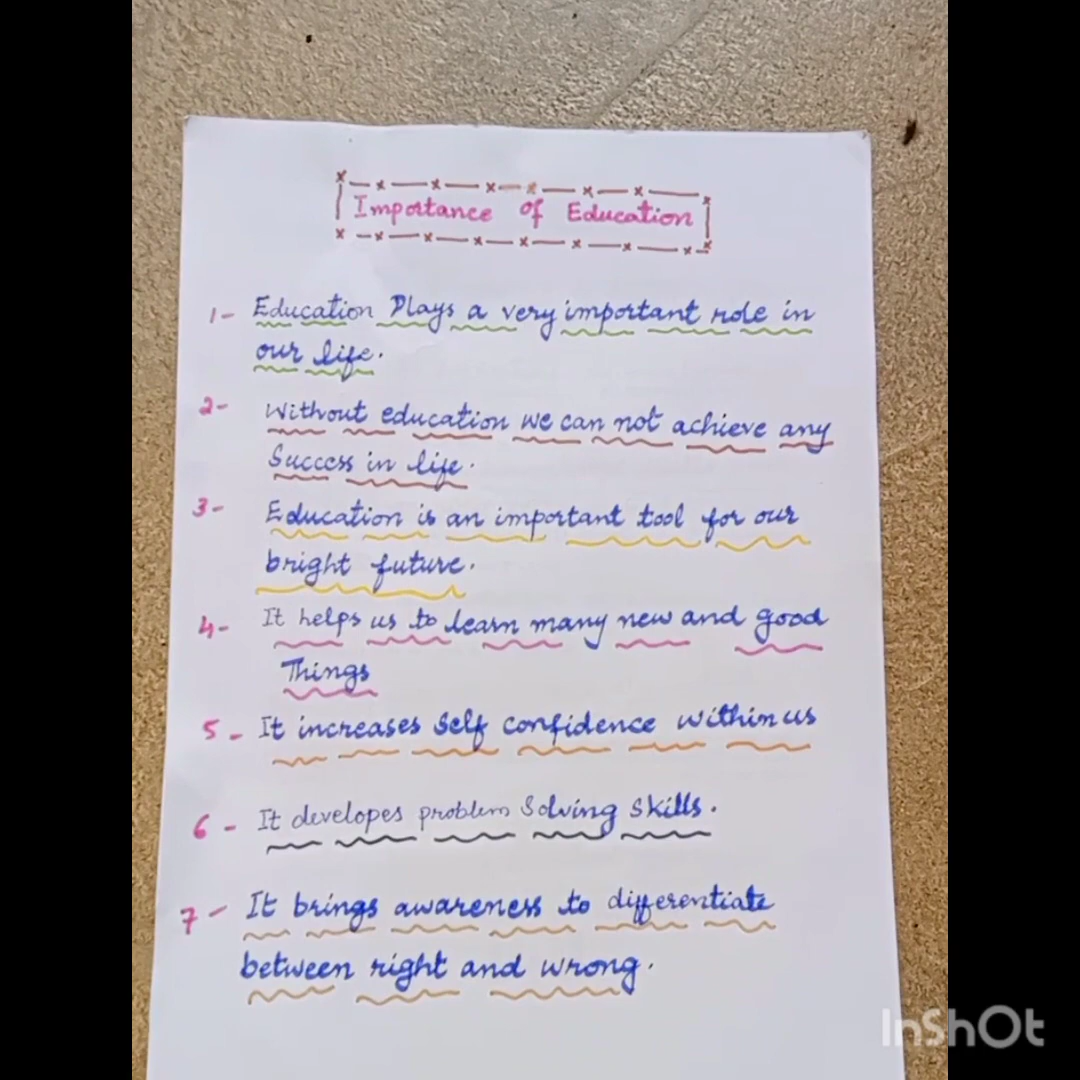 Importance of Education
1- Education Plays a very important role in
our life.
2- Without education we can not achieve any
Success in life.
3- Education is an important tool for our
bright future.
4- It helps us to learn many new and good
Things
5- It increases Self confidence within us
6- It developes problem Solving Skills.
7- It brings awareness to differentiate
between right and wrong.
InShOt